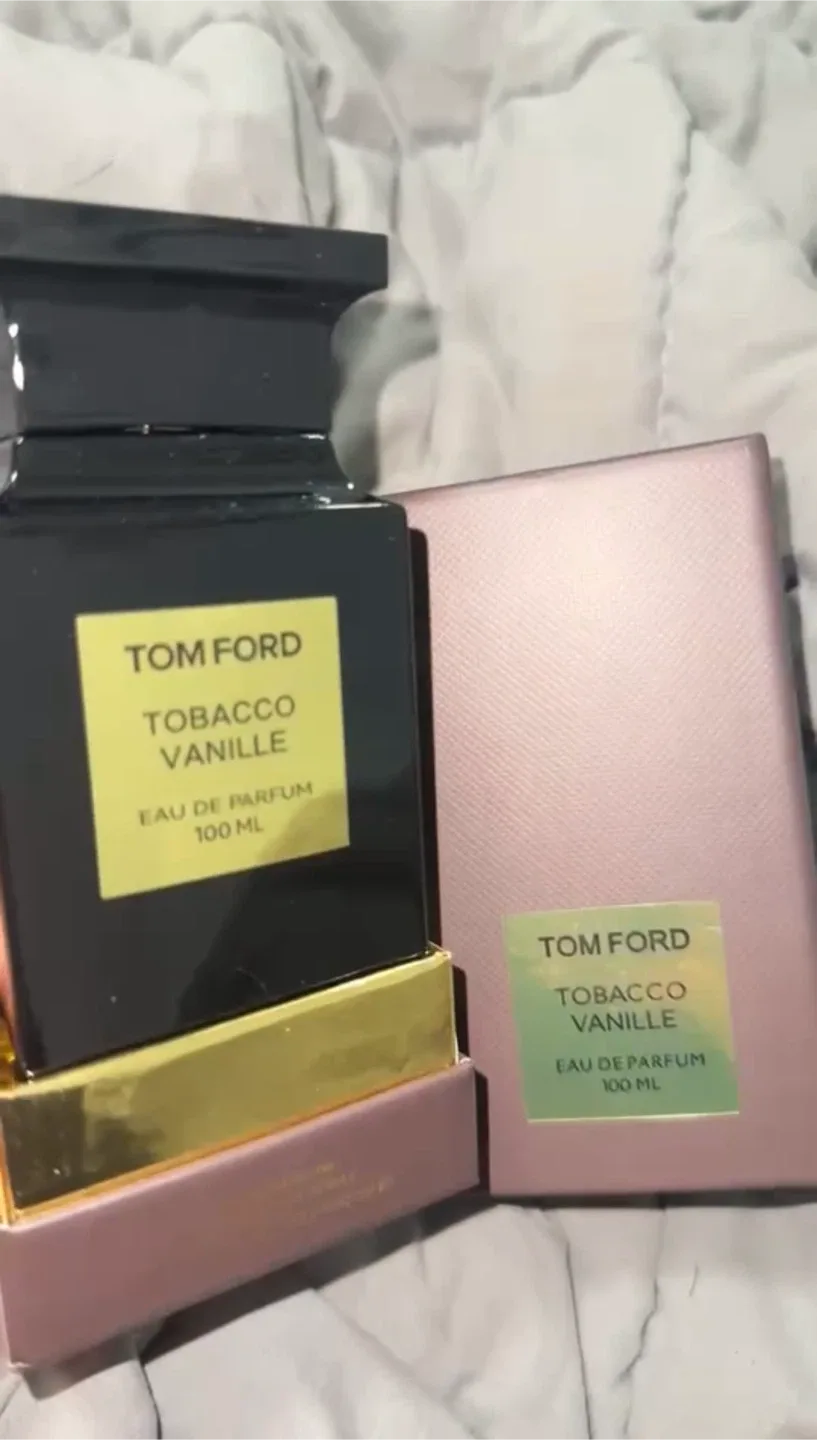 TOM FORD
TOBACCO
VANILLE
EAU DE PARFUM
100 ML
TOM FORD
TOBACCO
VANILLE
EAU DE PARFUM
100 ML